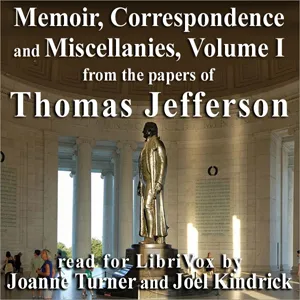 Memoir, Correspondence
and Miscellanies, Volume I
from the papers of
Thomas Jefferson
read for LibriVox by
Joanne Turner and Joel Kindrick